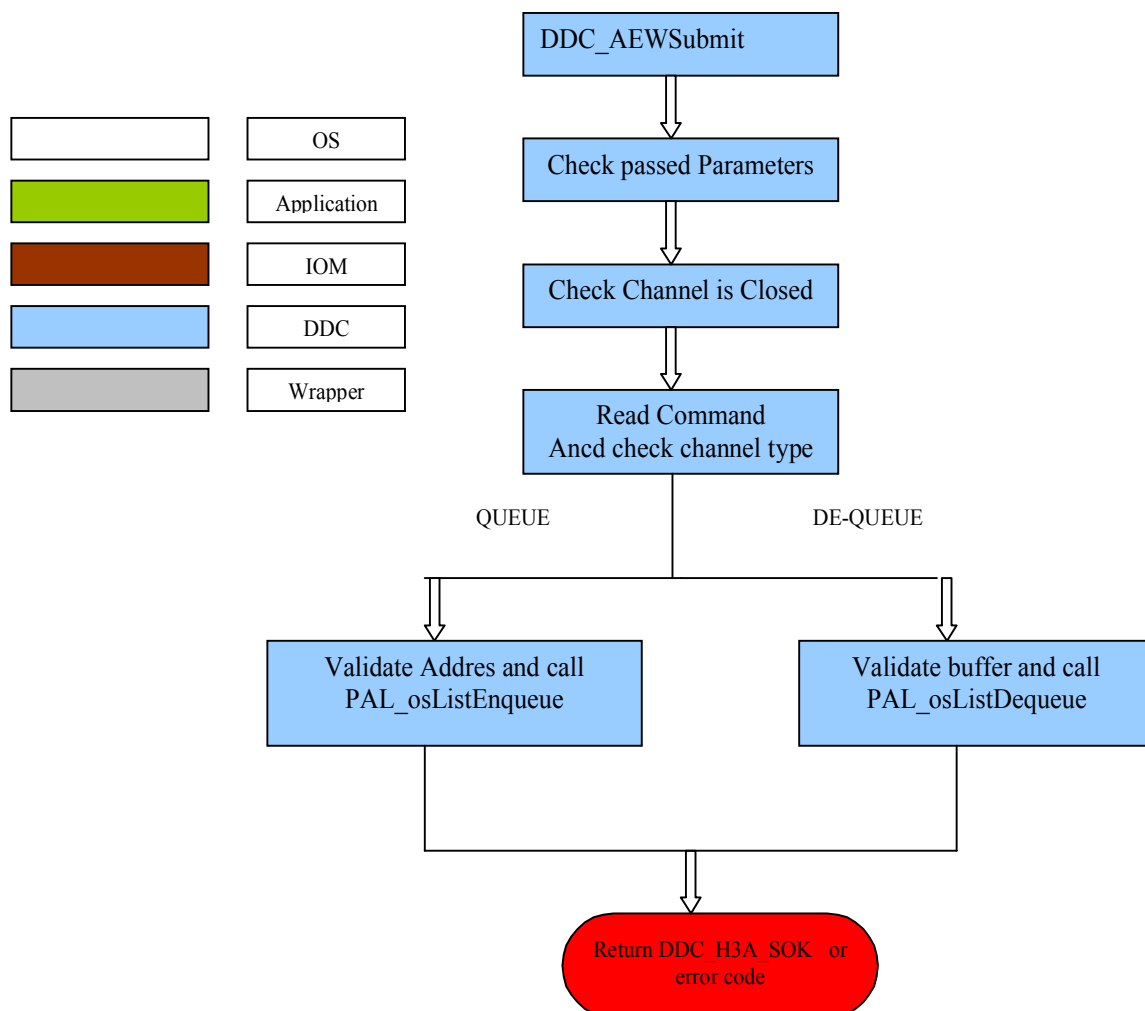 DDC_AEWSubmit
OS
Application
IOM
DDC
Wrapper
Check passed Parameters
Check Channel is Closed
Read Command
Ancd check channel type
QUEUE
DE-QUEUE
Validate Addres and call
PAL_osListEnqueue
Validate buffer and call
PAL_osListDequeue
Return DDC_H3A_SOK or
error code